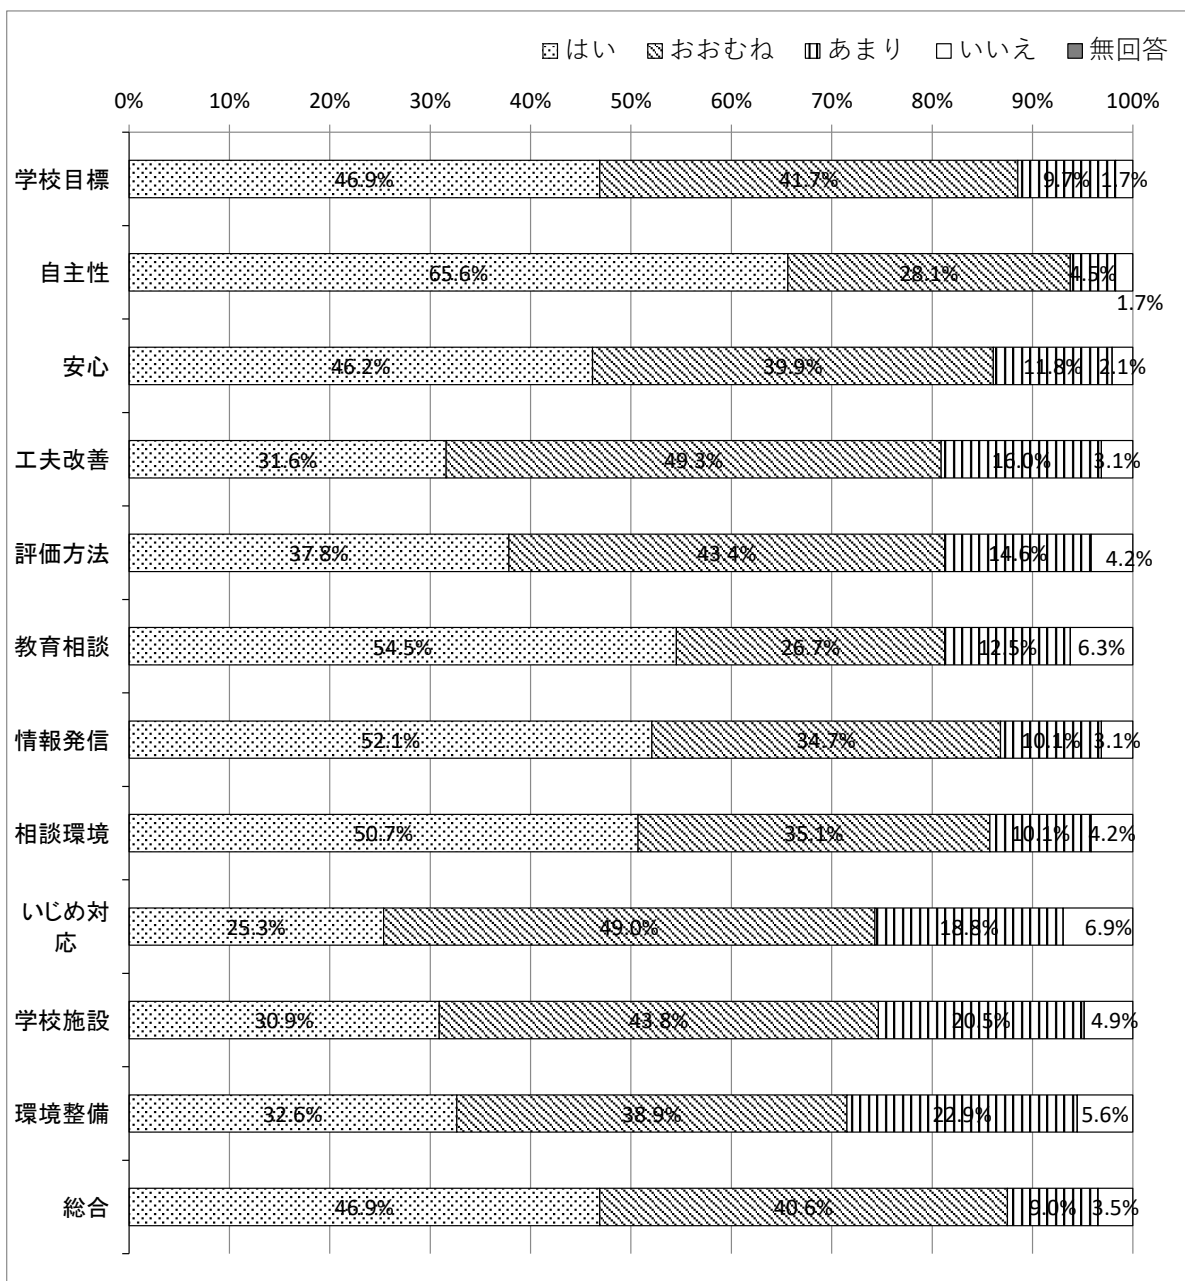 はい おおむね あまり いいえ 無回答
0% 10% 20% 30% 40% 50% 60% 70% 80% 90% 100%
学校目標 46.9% 41.7% 9.7% 1.7%
自主性 65.6% 28.1% 4.5% 1.7%
安心 46.2% 39.9% 11.8% 2.1%
工夫改善 31.6% 49.3% 16.0% 3.1%
評価方法 37.8% 43.4% 14.6% 4.2%
教育相談 54.5% 26.7% 12.5% 6.3%
情報発信 52.1% 34.7% 10.1% 3.1%
相談環境 50.7% 35.1% 10.1% 4.2%
いじめ対
応 25.3% 49.0% 18.8% 6.9%
学校施設 30.9% 43.8% 20.5% 4.9%
環境整備 32.6% 38.9% 22.9% 5.6%
総合 46.9% 40.6% 9.0% 3.5%